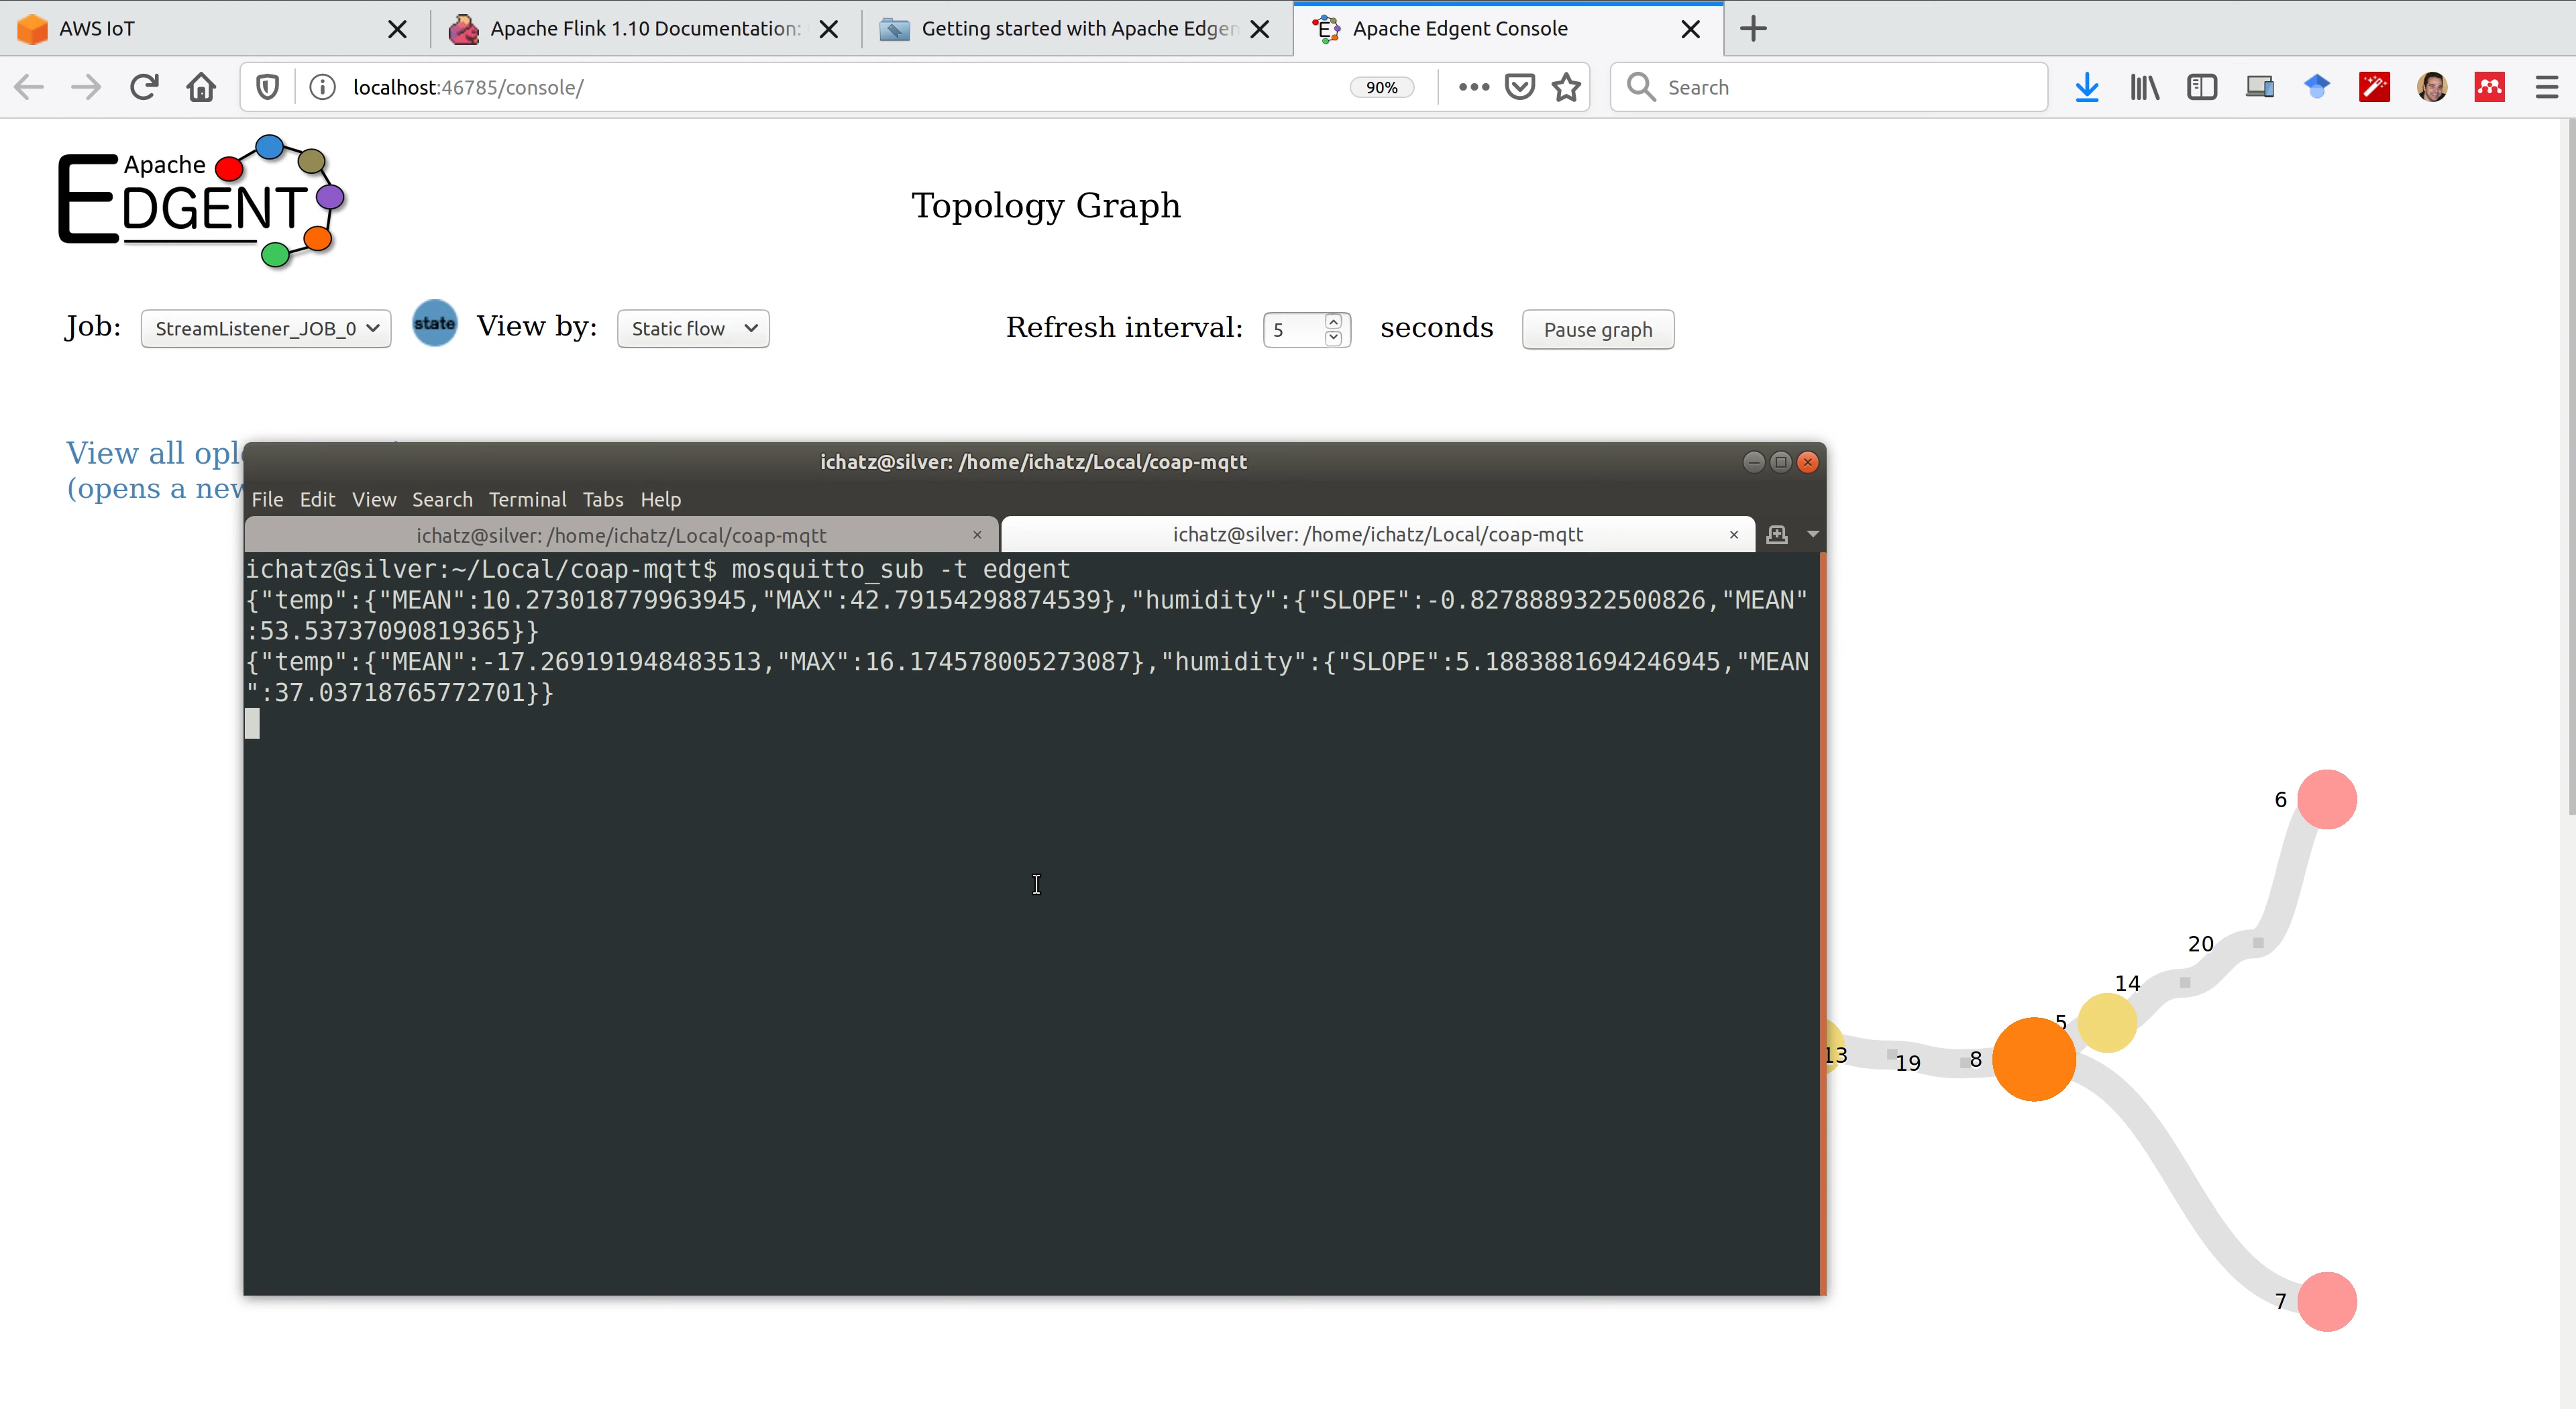 AWS IoT
Apache Flink 1.10 Documentation:
Getting started with Apache Edgen
Apache Edgent Console
localhost:46785/console/
90%
Search
Apache
EDGENT
Topology Graph
Job:
StreamListener_JOB_0
state
View by:
Static flow
Refresh interval:
5
seconds
Pause graph
View all
(opens a new
ichatz@silver: /home/ichatz/Local/coap-mqtt
File Edit View Search Terminal Tabs Help
ichatz@silver: /home/ichatz/Local/coap-mqtt
ichatz@silver: /home/ichatz/Local/coap-mqtt
ichatz@silver:~/Local/coap-mqtt$ mosquitto_sub -t edgent
{"temp":{"MEAN":10.273018779963945,"MAX":42.79154298874539},"humidity":{"SLOPE":-0.8278889322500826,"MEAN"
:53.53737090819365}}
{"temp":{"MEAN":-17.269191948483513,"MAX":16.174578005273087},"humidity":{"SLOPE":5.1883881694246945,"MEAN
":37.03718765772701}}
6
20
14
5
13
19
8
7